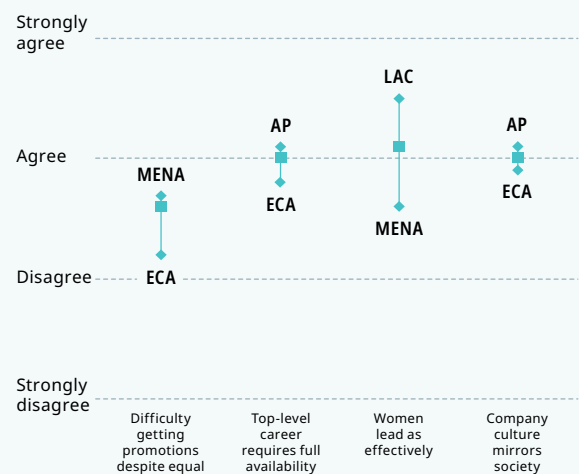 Strongly
agree
LAC
AP
AP
Agree
MENA
ECA
ECA
MENA
Disagree
ECA
Strongly
disagree
Difficulty
getting
promotions
despite equal
Top-level
career
requires full
availability
Women
lead as
effectively
Company
culture
mirrors
society